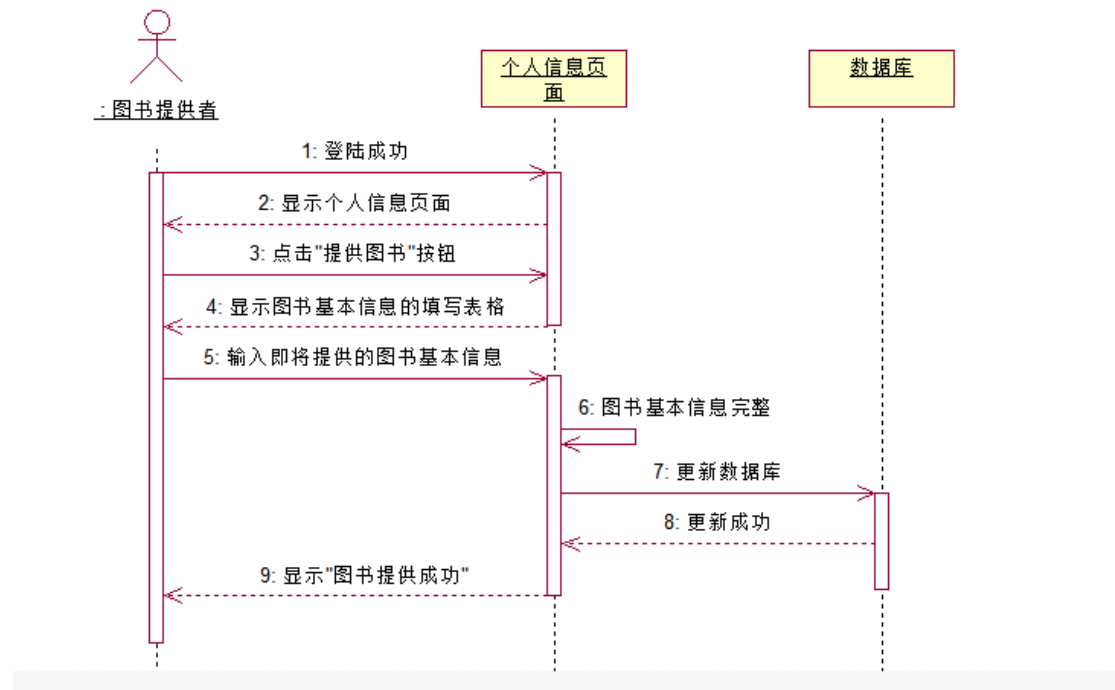 个人信息页
面
数据库
: 图书提供者
1: 登陆成功
2: 显示个人信息页面
3: 点击"提供图书"按钮
4: 显示图书基本信息的填写表格
5: 输入即将提供的图书基本信息
6: 图书基本信息完整
7: 更新数据库
8: 更新成功
9: 显示"图书提供成功"